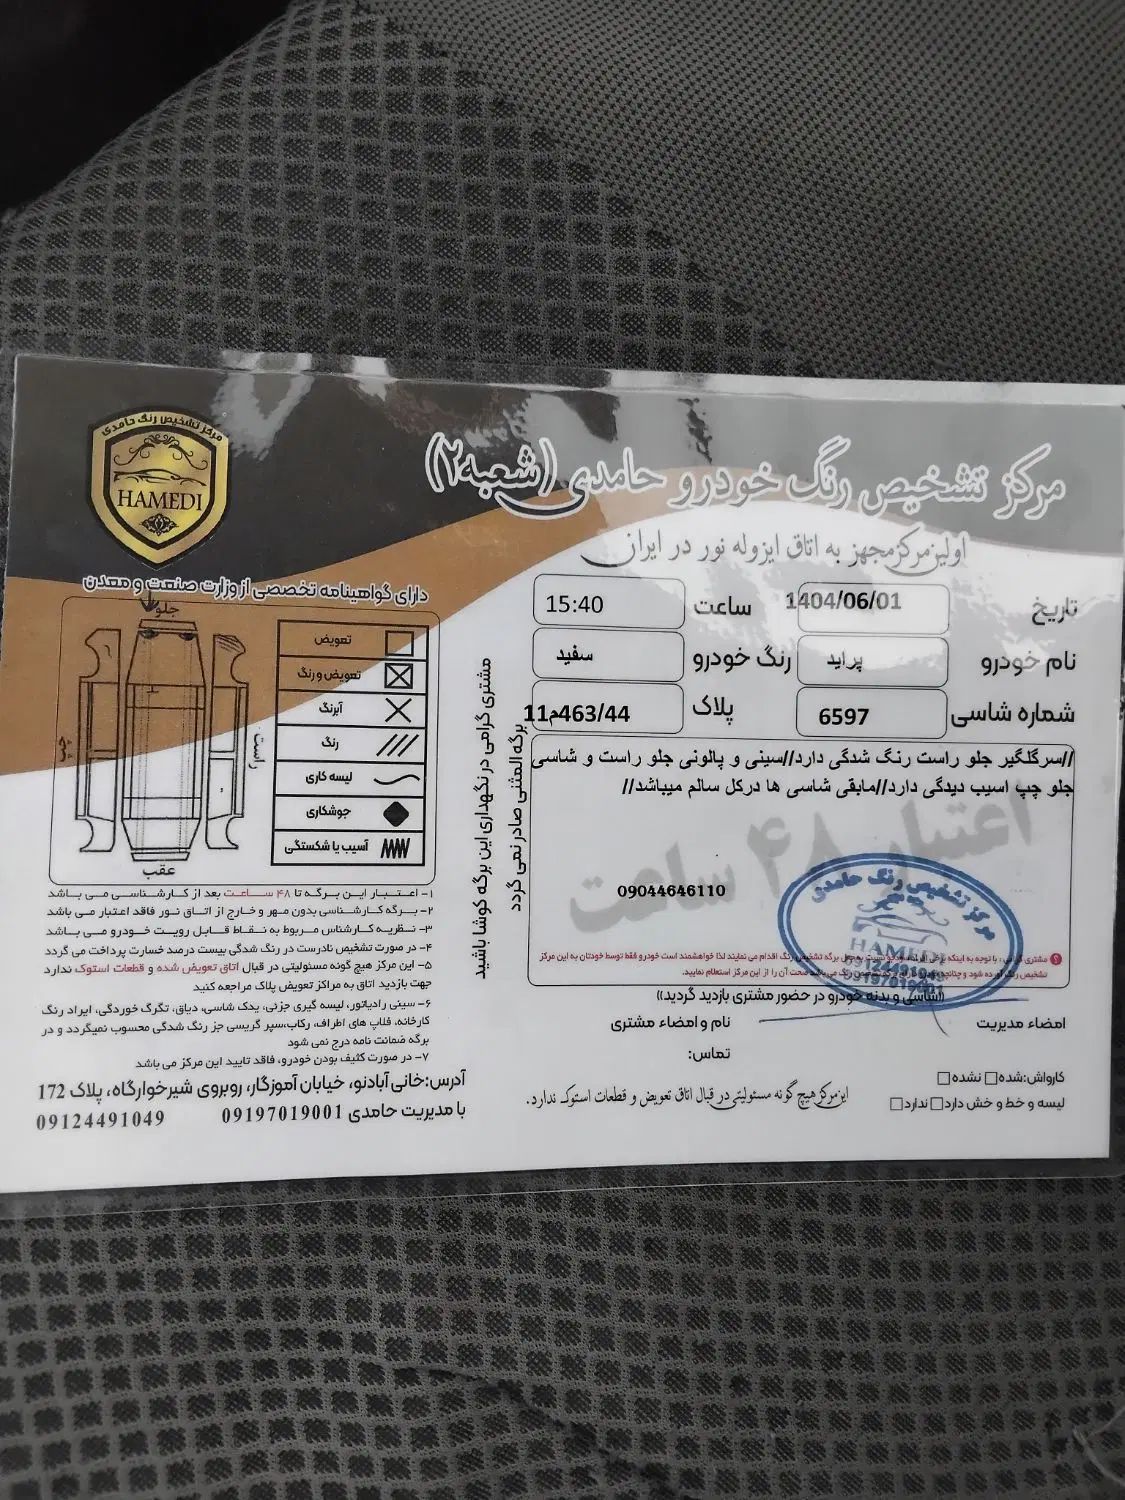 مرکز تشخیص رنگ خودرو حامدی (شعبه۲)
اولین مرکز مجهز به اتاق ایزوله نور در ایران
مرکز تشخیص رنگ حامدی
HAMEDI
دارای گواهینامه تخصصی از وزارت صنعت و معدن
تاریخ 1404/06/01 ساعت 15:40
نام خودرو پراید رنگ خودرو سفید
شماره شاسی 6597 پلاک 11م463/44
//سرگلگیر جلو راست رنگ شدگی دارد//سینی و پالونی جلو راست و شاسی
جلو چپ اسیب دیدگی دارد//مابقی شاسی ها درکل سالم میباشد//
اعتبار ۴۸ ساعت
09044646110
مرکز تشخیص رنگ حامدی
HAMEDI
09124491049
09197019001
«شاسی و بدنه خودرو در حضور مشتری بازدید گردید»
امضاء مدیریت
نام و امضاء مشتری
تماس:
کارواش: شده نشده
لیسه و خط و خش دارد ندارد
این مرکز هیچ گونه مسئولیتی در قبال اتاق تعویض و قطعات استوک ندارد.
مشتری گرامی در نگهداری این برگه کوشا باشید
برگه المثنی صادر نمی گردد
جلو
چپ
راست
عقب
تعویض
تعویض و رنگ
آبرنگ
رنگ
لیسه کاری
جوشکاری
آسیب یا شکستگی
۱- اعتبار این برگه تا ۴۸ ساعت بعد از کارشناسی می باشد
۲- برگه کارشناسی بدون مهر و خارج از اتاق نور فاقد اعتبار می باشد
۳- نظریه کارشناس مربوط به نقاط قابل رویت خودرو می باشد
۴- در صورت تشخیص نادرست در رنگ شدگی بیست درصد خسارت پرداخت می گردد
۵- این مرکز هیچ گونه مسئولیتی در قبال اتاق تعویض شده و قطعات استوک ندارد
جهت بازدید اتاق به مراکز تعویض پلاک مراجعه کنید
۶- سینی رادیاتور، لیسه گیری جزئی، یدک شاسی، دیاق، تگرگ خوردگی، ایراد رنگ
کارخانه، فلاپ های اطراف، رکاب، سپر گریسی جز رنگ شدگی محسوب نمیگردد و در
برگه ضمانت نامه درج نمی شود
۷- در صورت کثیف بودن خودرو، فاقد تایید این مرکز می باشد
آدرس: خانی آبادنو، خیابان آموزگار، روبروی شیرخوارگاه، پلاک 172
با مدیریت حامدی 09197019001 09124491049